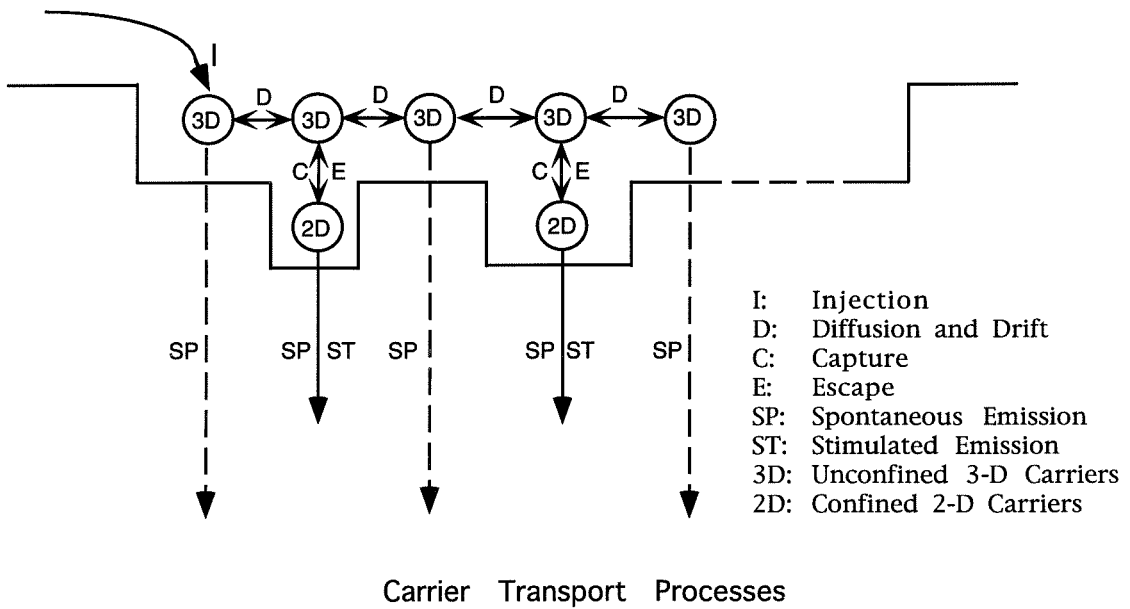 I
D D D D
3D 3D 3D 3D 3D
C E C E
2D 2D
SP SP ST SP SP ST SP
I: Injection
D: Diffusion and Drift
C: Capture
E: Escape
SP: Spontaneous Emission
ST: Stimulated Emission
3D: Unconfined 3-D Carriers
2D: Confined 2-D Carriers
Carrier Transport Processes